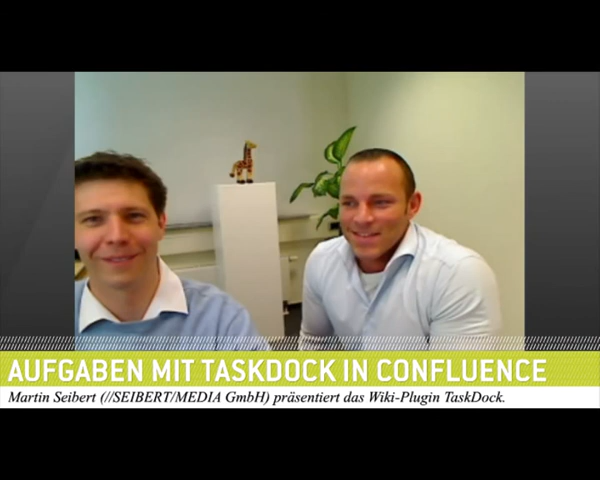 AUFGABEN MIT TASKDOCK IN CONFLUENCE
Martin Seibert (//SEIBERT/MEDIA GmbH) präsentiert das Wiki-Plugin TaskDock.